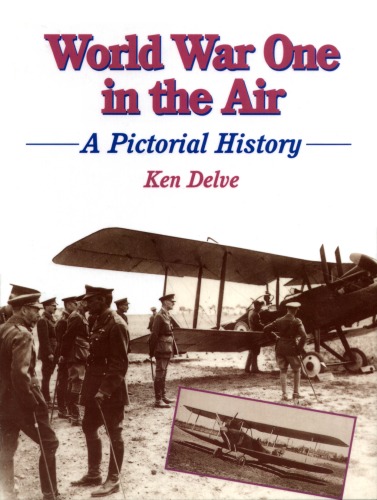 World War One
in the Air
A Pictorial History
Ken Delve